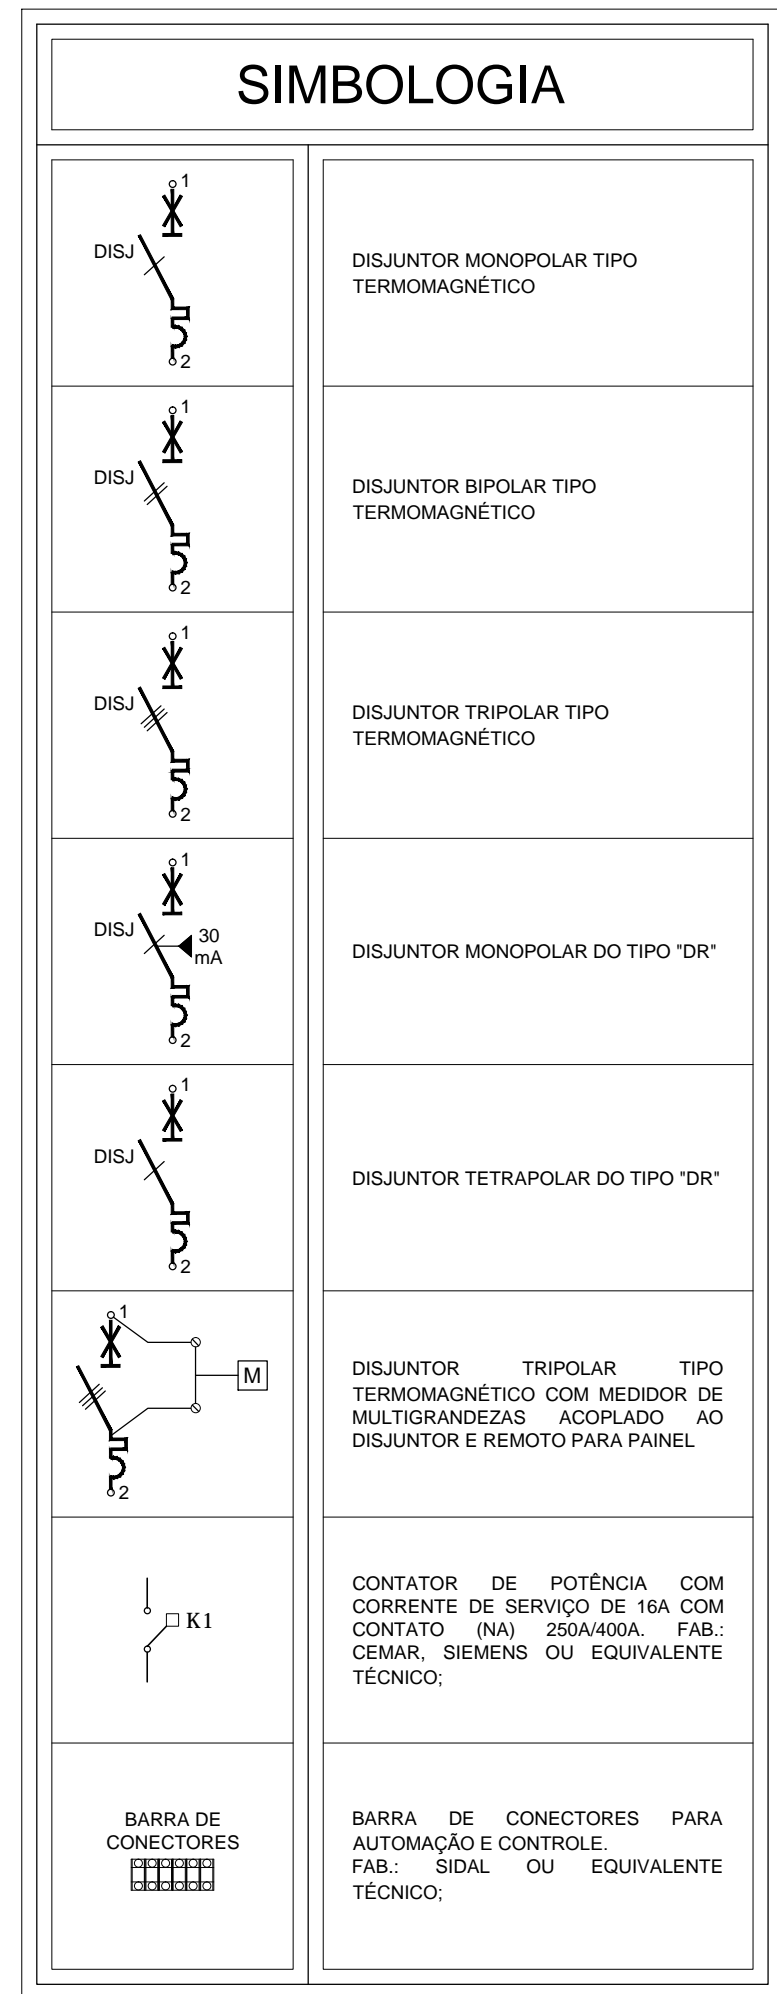 SIMBOLOGIA
1
DISJ
2
DISJUNTOR MONOPOLAR TIPO
TERMOMAGNÉTICO
1
DISJ
2
DISJUNTOR BIPOLAR TIPO
TERMOMAGNÉTICO
1
DISJ
2
DISJUNTOR TRIPOLAR TIPO
TERMOMAGNÉTICO
1
DISJ
30
mA
2
DISJUNTOR MONOPOLAR DO TIPO "DR"
1
DISJ
2
DISJUNTOR TETRAPOLAR DO TIPO "DR"
1
M
2
DISJUNTOR TRIPOLAR TIPO
TERMOMAGNÉTICO COM MEDIDOR DE
MULTIGRANDEZAS ACOPLADO AO
DISJUNTOR E REMOTO PARA PAINEL
K1
CONTATOR DE POTÊNCIA COM
CORRENTE DE SERVIÇO DE 16A COM
CONTATO (NA) 250A/400A. FAB.:
CEMAR, SIEMENS OU EQUIVALENTE
TÉCNICO;
BARRA DE
CONECTORES
BARRA DE CONECTORES PARA
AUTOMAÇÃO E CONTROLE.
FAB.: SIDAL OU EQUIVALENTE
TÉCNICO;